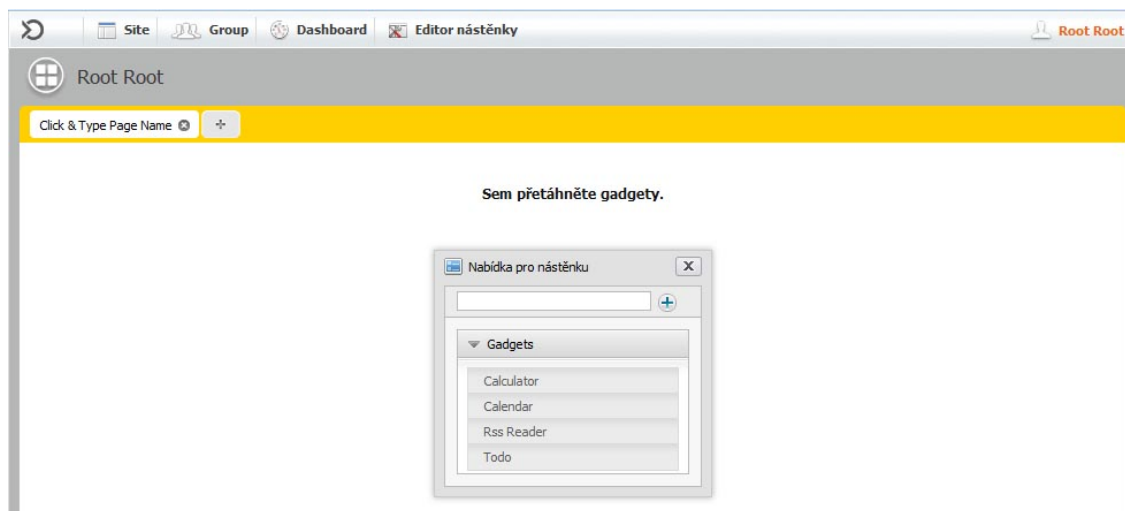 Site Group Dashboard Editor nástěnky Root Root
Root Root
Click & Type Page Name
Sem přetáhněte gadgety.
Nabídka pro nástěnku
Gadgets
Calculator
Calendar
Rss Reader
Todo